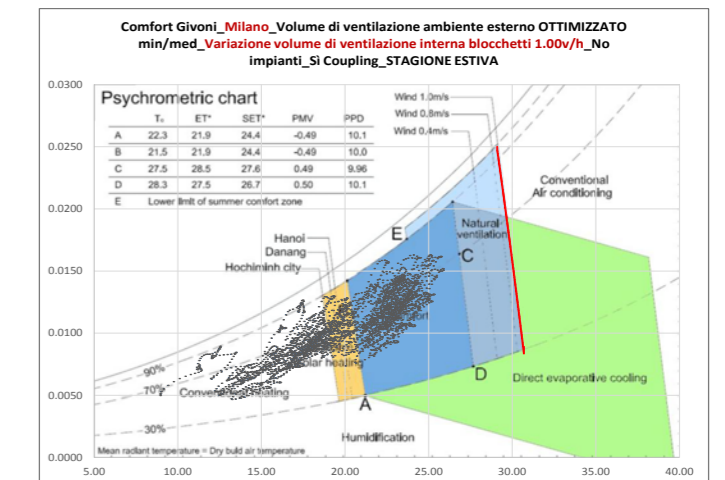 Comfort Givoni_Milano_Volume di ventilazione ambiente esterno OTTIMIZZATO
min/med_Variazione volume di ventilazione interna blocchetti 1.00v/h_No
impianti_Sì Coupling_STAGIONE ESTIVA
0.0300
0.0250
0.0200
0.0150
0.0100
0.0050
0.0000
Psychrometric chart
ET* SET* PMV PPD
A 22.3 21.9 24.4 -0.49 10.1
B 21.5 21.9 24.4 -0.49 10.0
C 27.5 28.5 27.6 0.49 9.96
D 28.3 27.5 26.7 0.50 10.1
E Lower limit of summer comfort zone
Wind 1.0m/s
Wind 0.8m/s
Wind 0.4m/s
Conventional
Air conditioning
Natural
ventilation
E
C
Hanoi
Danang
Hochiminh city
90%
70%
30%
heating
A
D
Direct evaporative cooling
Humidification
Mean radiant temperature = Dry buld air temperature
5.00 10.00 15.00 20.00 25.00 30.00 35.00 40.00